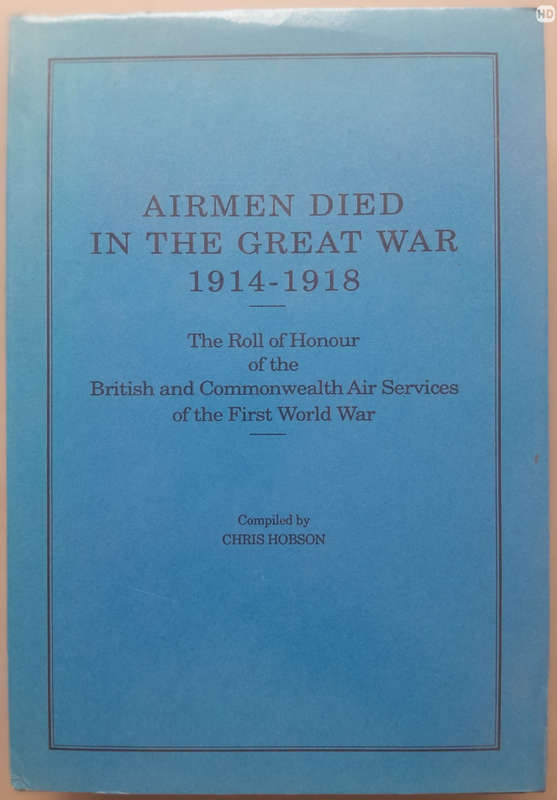 HD
AIRMEN DIED
IN THE GREAT WAR
1914-1918
The Roll of Honour
of the
British and Commonwealth Air Services
of the First World War
Compiled by
CHRIS HOBSON